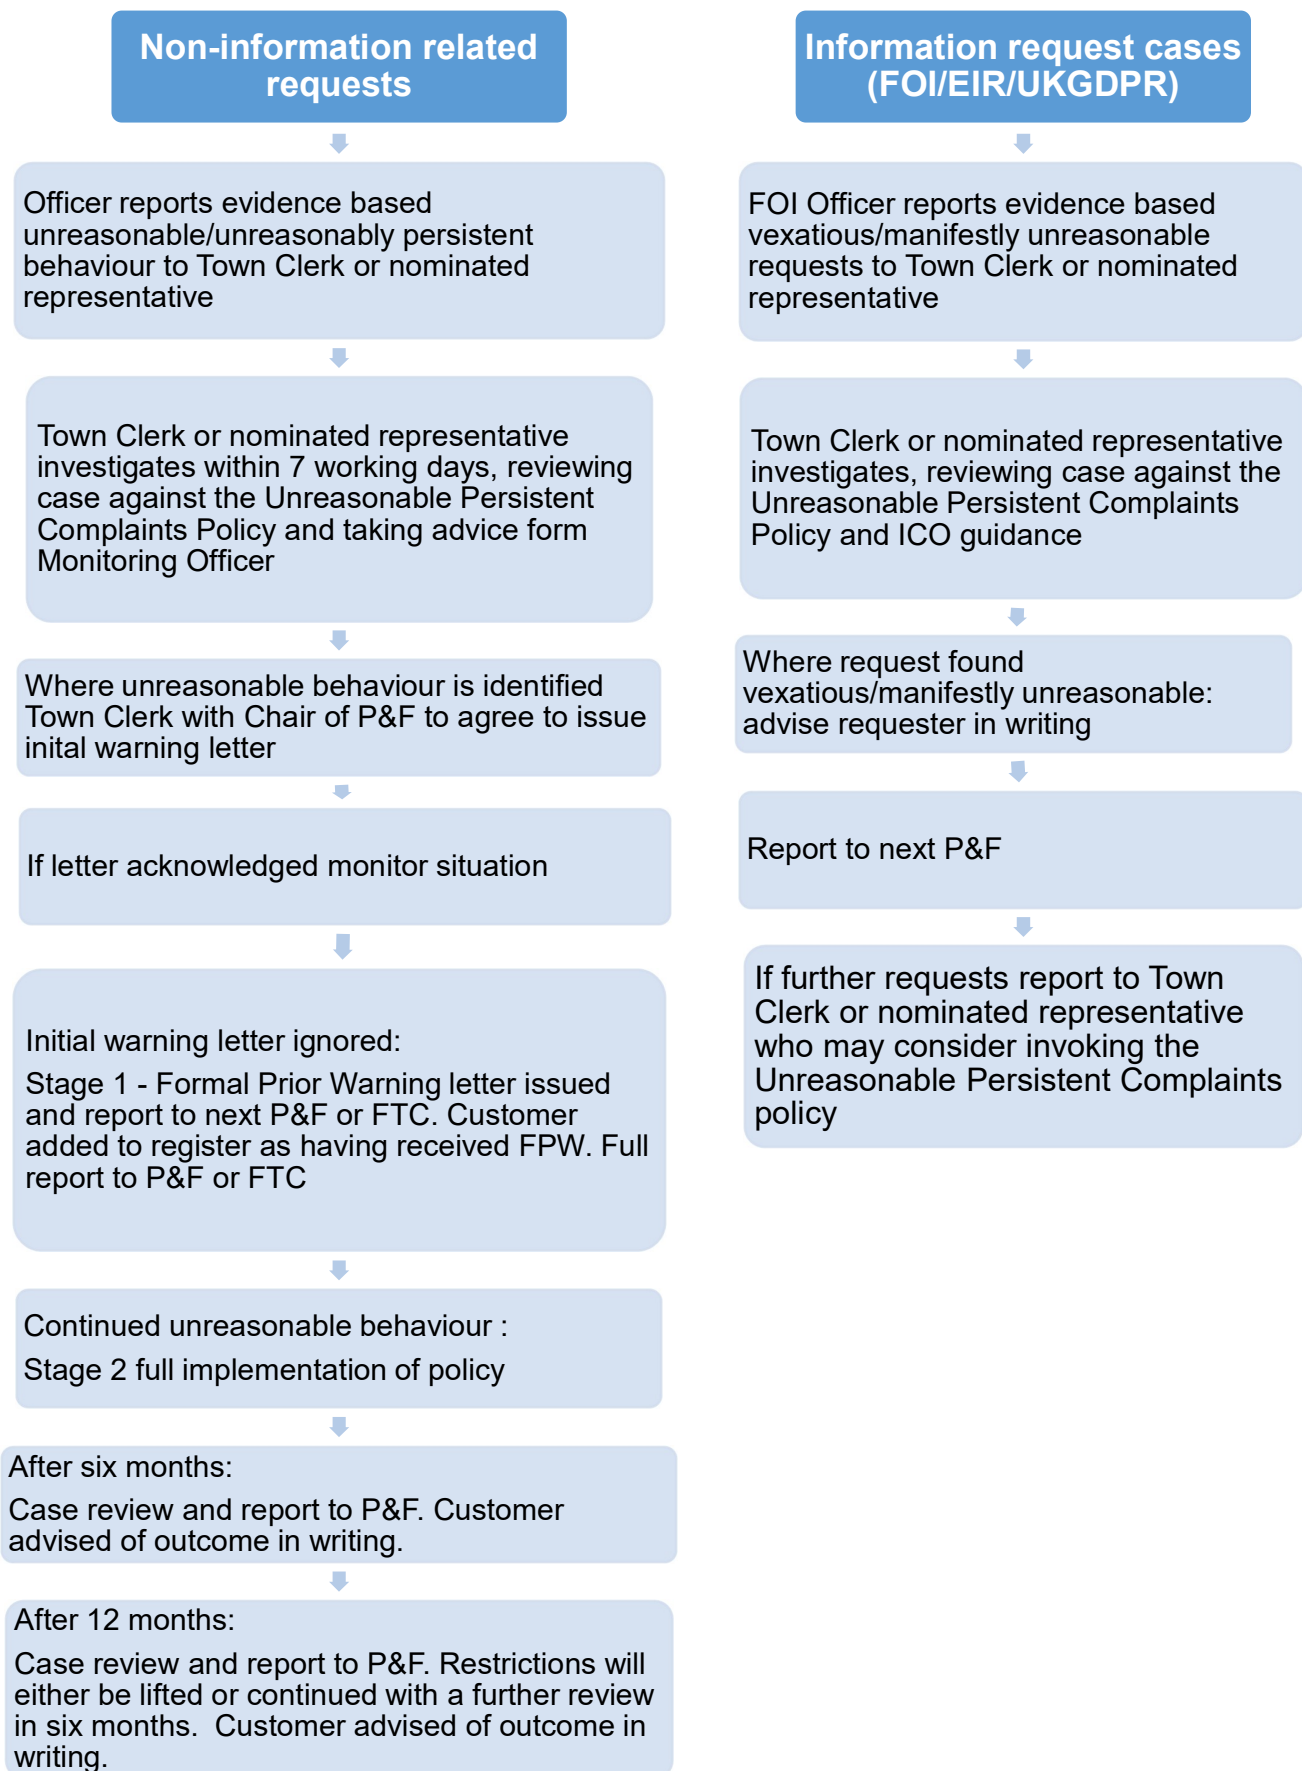 Non-information related
requests
Officer reports evidence based
unreasonable/unreasonably persistent
behaviour to Town Clerk or nominated
representative
Town Clerk or nominated representative
investigates within 7 working days, reviewing
case against the Unreasonable Persistent
Complaints Policy and taking advice form
Monitoring Officer
Where unreasonable behaviour is identified
Town Clerk with Chair of P&F to agree to issue
inital warning letter
If letter acknowledged monitor situation
Initial warning letter ignored:
Stage 1 - Formal Prior Warning letter issued
and report to next P&F or FTC. Customer
added to register as having received FPW. Full
report to P&F or FTC
Continued unreasonable behaviour :
Stage 2 full implementation of policy
After six months:
Case review and report to P&F. Customer
advised of outcome in writing.
After 12 months:
Case review and report to P&F. Restrictions will
either be lifted or continued with a further review
in six months.  Customer advised of outcome in
writing.
Information request cases
(FOI/EIR/UKGDPR)
FOI Officer reports evidence based
vexatious/manifestly unreasonable
requests to Town Clerk or nominated
representative
Town Clerk or nominated representative
investigates, reviewing case against the
Unreasonable Persistent Complaints
Policy and ICO guidance
Where request found
vexatious/manifestly unreasonable:
advise requester in writing
Report to next P&F
If further requests report to Town
Clerk or nominated representative
who may consider invoking the
Unreasonable Persistent Complaints
policy